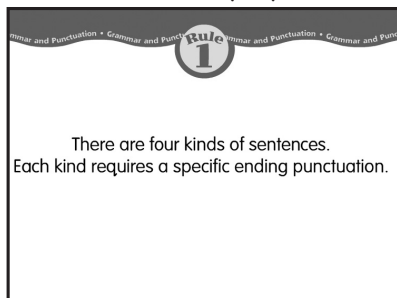 mmar and Punctuation • Grammar and Punct
Rule
1
mmar and Punctuation • Grammar and Punc
There are four kinds of sentences.
Each kind requires a specific ending punctuation.